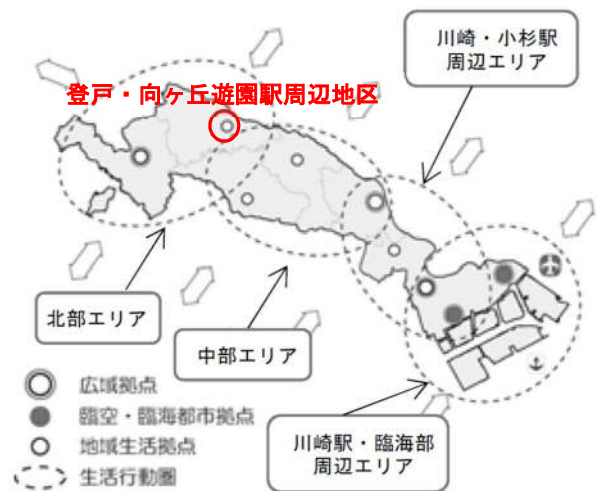 川崎・小杉駅
周辺エリア
登戸・向ヶ丘遊園駅周辺地区
北部エリア
中部エリア
川崎駅・臨海部
周辺エリア
広域拠点
臨空・臨海都市拠点
地域生活拠点
生活行動圏